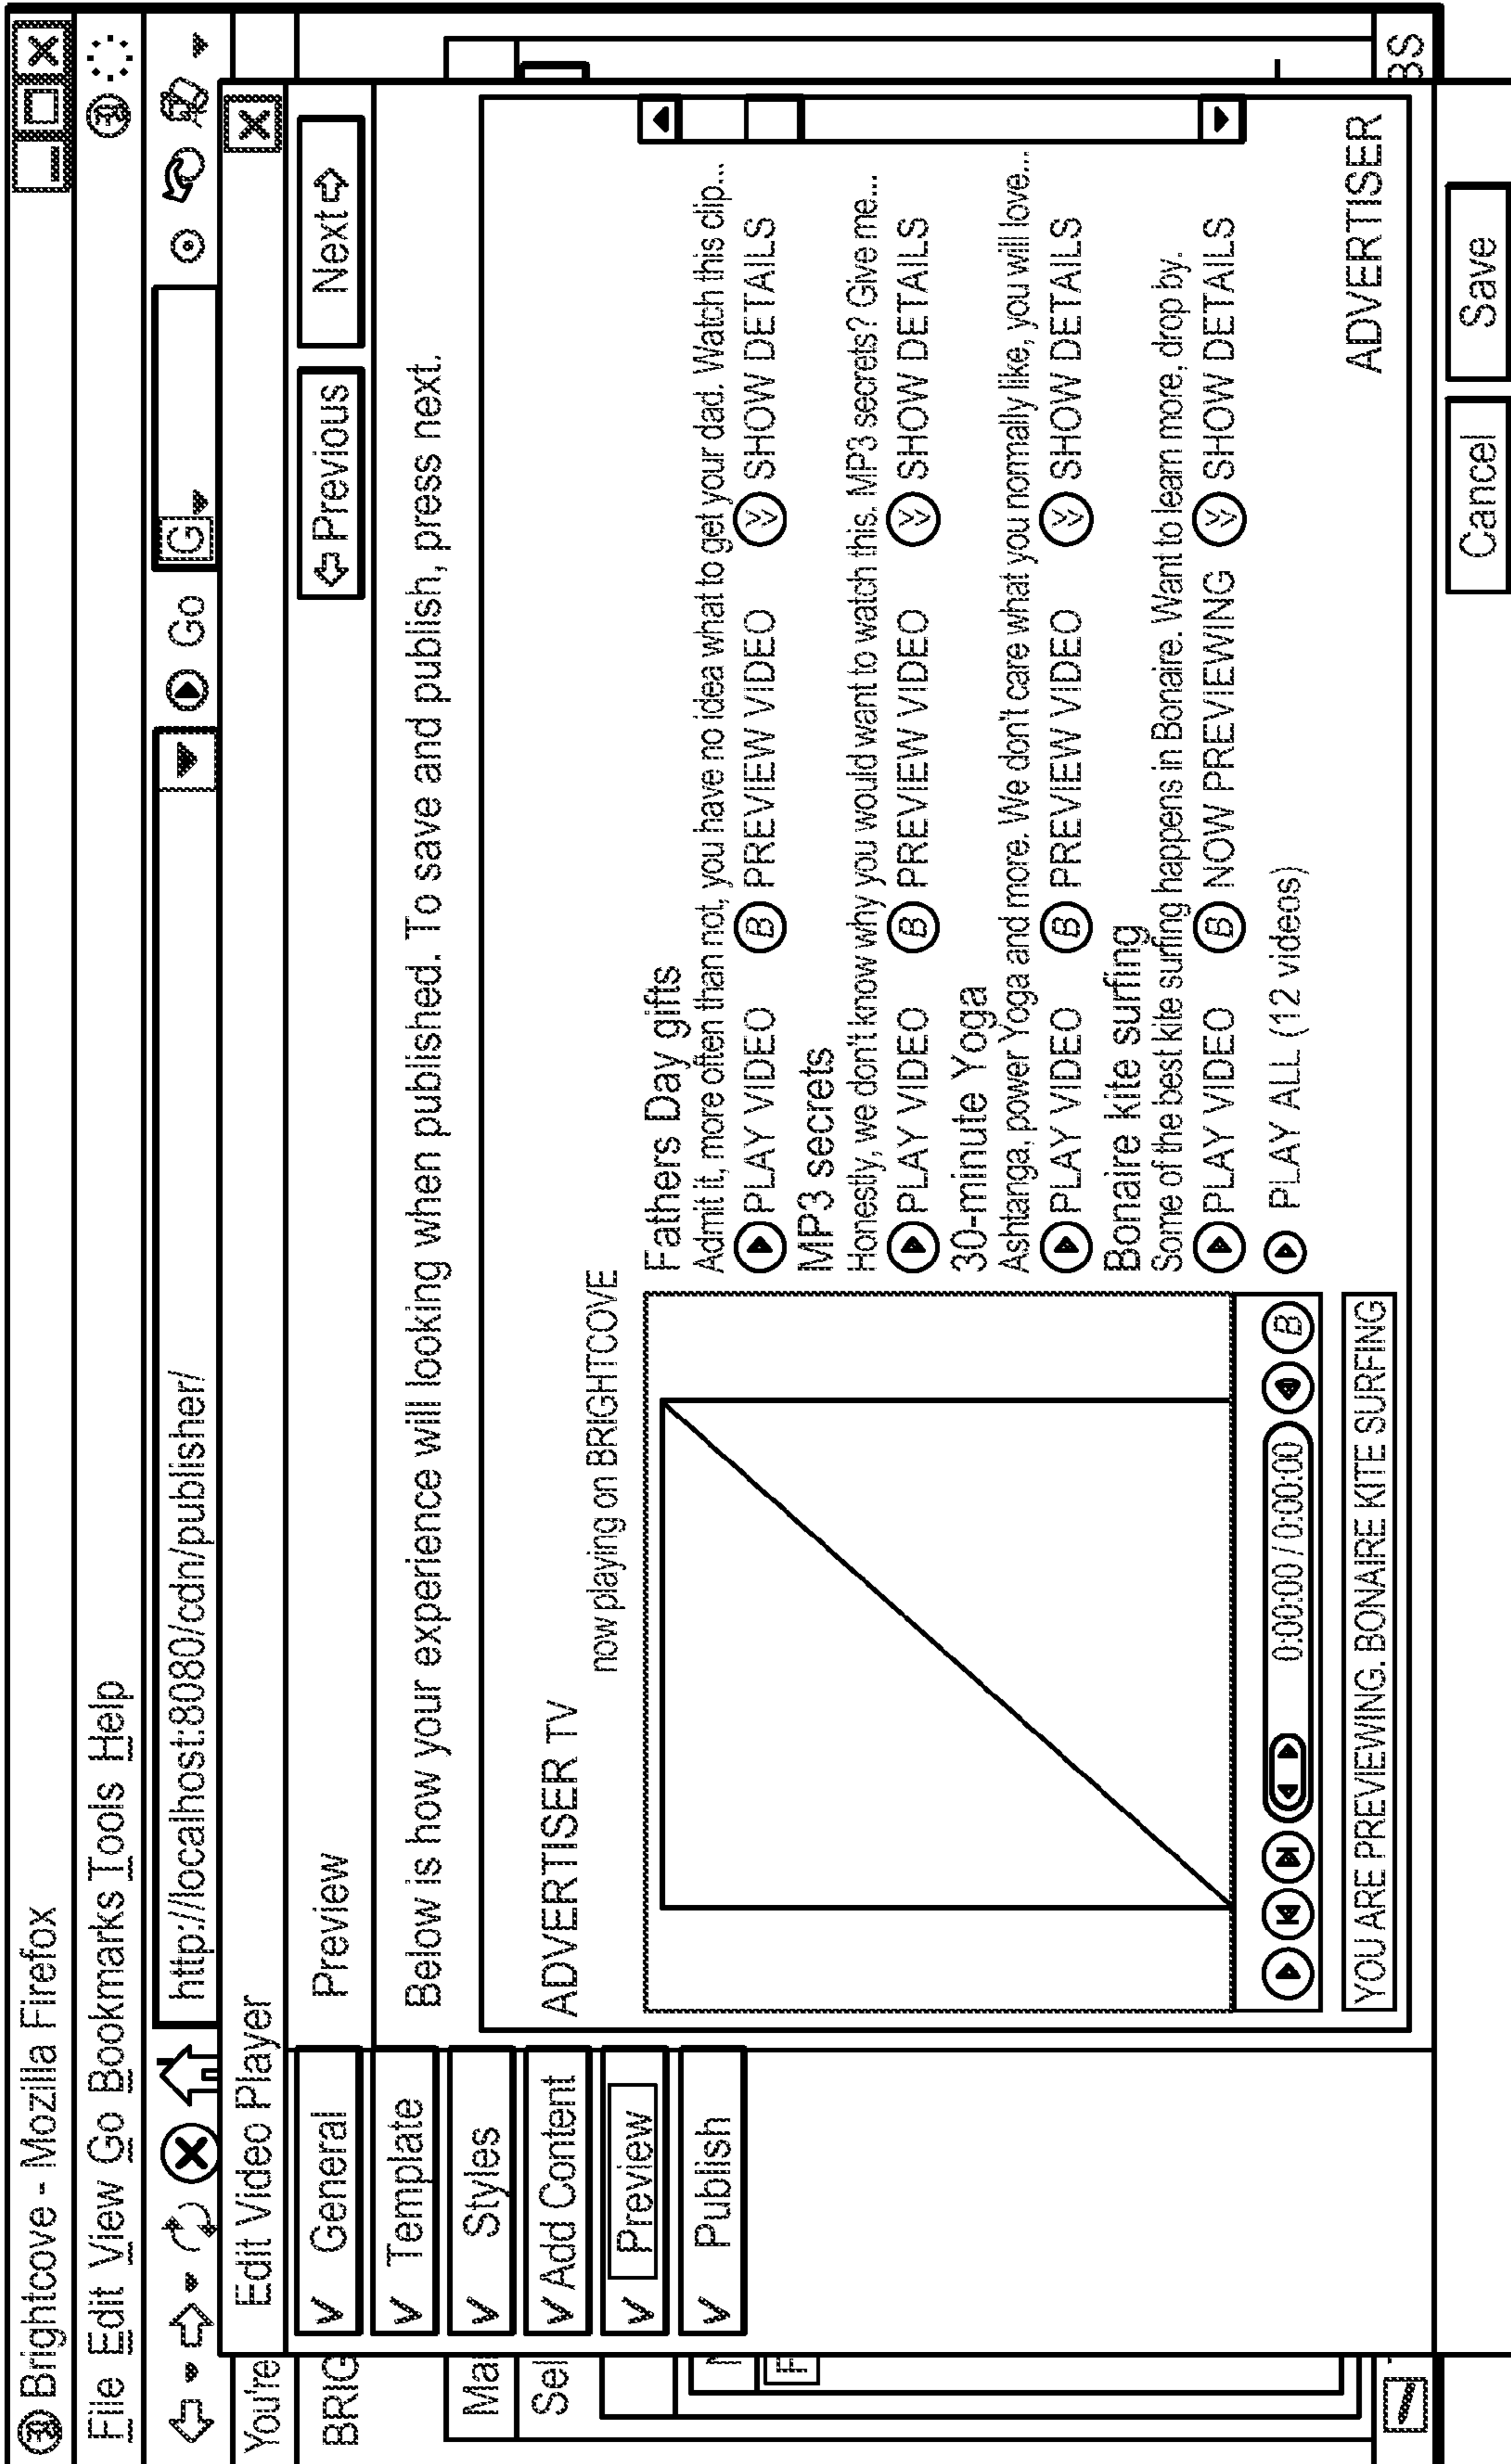 Brightcove - Mozilla Firefox
File Edit View Go Bookmarks Tools Help
http://localhost:8080/cdn/publisher/ Go G
You're
Edit Video Player
BRIG
General
Preview
Previous Next
Template
Below is how your experience will looking when published. To save and publish, press next.
Mai
Styles
Sel
Add Content
ADVERTISER TV
now playing on BRIGHTCOVE
Preview
Fathers Day gifts
Admit it, more often than not, you have no idea what to get your dad. Watch this clip...
Publish
PLAY VIDEO B PREVIEW VIDEO V SHOW DETAILS
MP3 secrets
Honestly, we don't know why you would want to watch this. MP3 secrets? Give me...
PLAY VIDEO B PREVIEW VIDEO V SHOW DETAILS
30-minute Yoga
Ashtanga, power Yoga and more. We don't care what you normally like, you will love...
PLAY VIDEO B PREVIEW VIDEO V SHOW DETAILS
Bonaire kite surfing
Some of the best kite surfing happens in Bonaire. Want to learn more, drop by.
PLAY VIDEO B NOW PREVIEWING V SHOW DETAILS
0:00:00 / 0:00:00 B
PLAY ALL (12 videos)
YOU ARE PREVIEWING. BONAIRE KITE SURFING
ADVERTISER
BS
Cancel Save